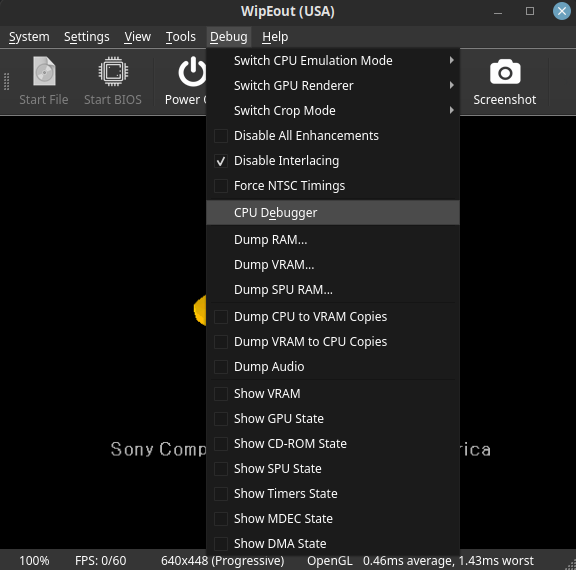 WipEout (USA)
System Settings View Tools Debug Help
Start File Start BIOS Power Screenshot
Switch CPU Emulation Mode
Switch GPU Renderer
Switch Crop Mode
Disable All Enhancements
Disable Interlacing
Force NTSC Timings
CPU Debugger
Dump RAM...
Dump VRAM...
Dump SPU RAM...
Dump CPU to VRAM Copies
Dump VRAM to CPU Copies
Dump Audio
Show VRAM
Show GPU State
Sony Comp rica
Show CD-ROM State
Show SPU State
Show Timers State
Show MDEC State
Show DMA State
100% FPS: 0/60 640x448 (Progressive) OpenGL 0.46ms average, 1.43ms worst